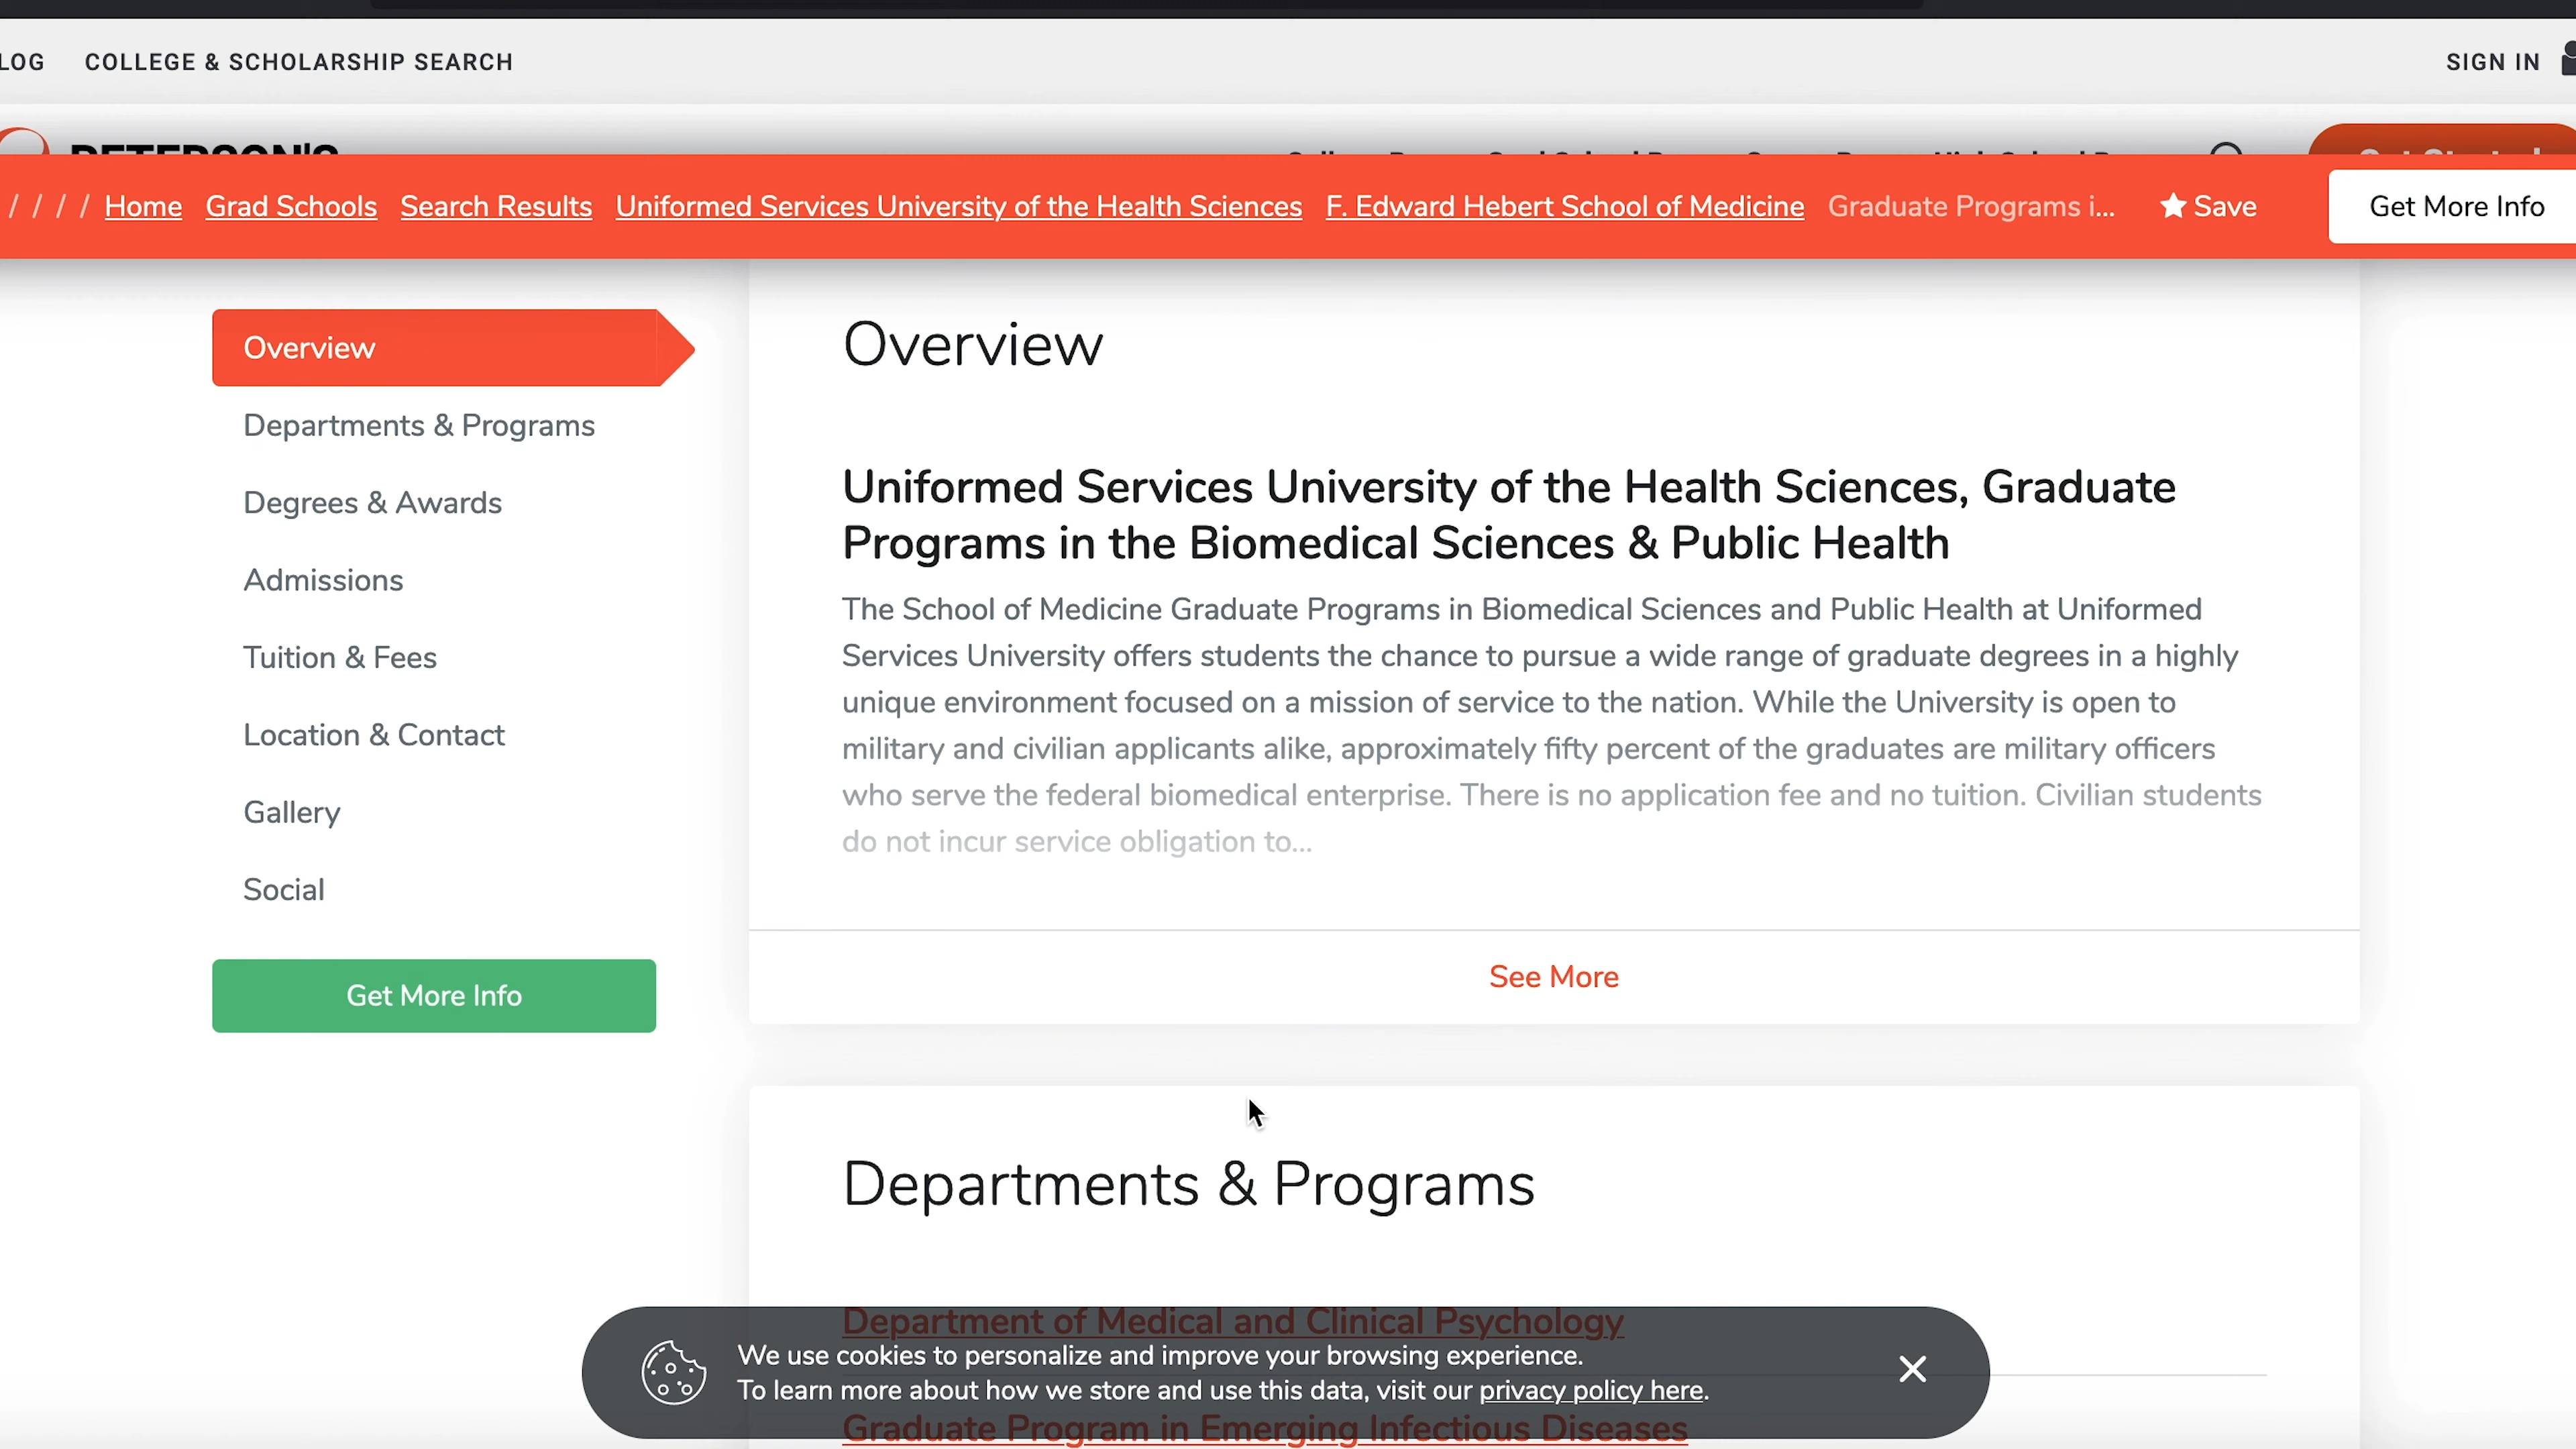 LOG COLLEGE & SCHOLARSHIP SEARCH SIGN IN
PETERSON'S
/ / / / Home Grad Schools Search Results Uniformed Services University of the Health Sciences F. Edward Hebert School of Medicine Graduate Programs i... Save Get More Info
Overview
Departments & Programs
Degrees & Awards
Admissions
Tuition & Fees
Location & Contact
Gallery
Social
Get More Info
Overview
Uniformed Services University of the Health Sciences, Graduate
Programs in the Biomedical Sciences & Public Health
The School of Medicine Graduate Programs in Biomedical Sciences and Public Health at Uniformed
Services University offers students the chance to pursue a wide range of graduate degrees in a highly
unique environment focused on a mission of service to the nation. While the University is open to
military and civilian applicants alike, approximately fifty percent of the graduates are military officers
who serve the federal biomedical enterprise. There is no application fee and no tuition. Civilian students
do not incur service obligation to...
See More
Departments & Programs
Department of Medical and Clinical Psychology
We use cookies to personalize and improve your browsing experience.
To learn more about how we store and use this data, visit our privacy policy here.
Graduate Program in Emerging Infectious Diseases